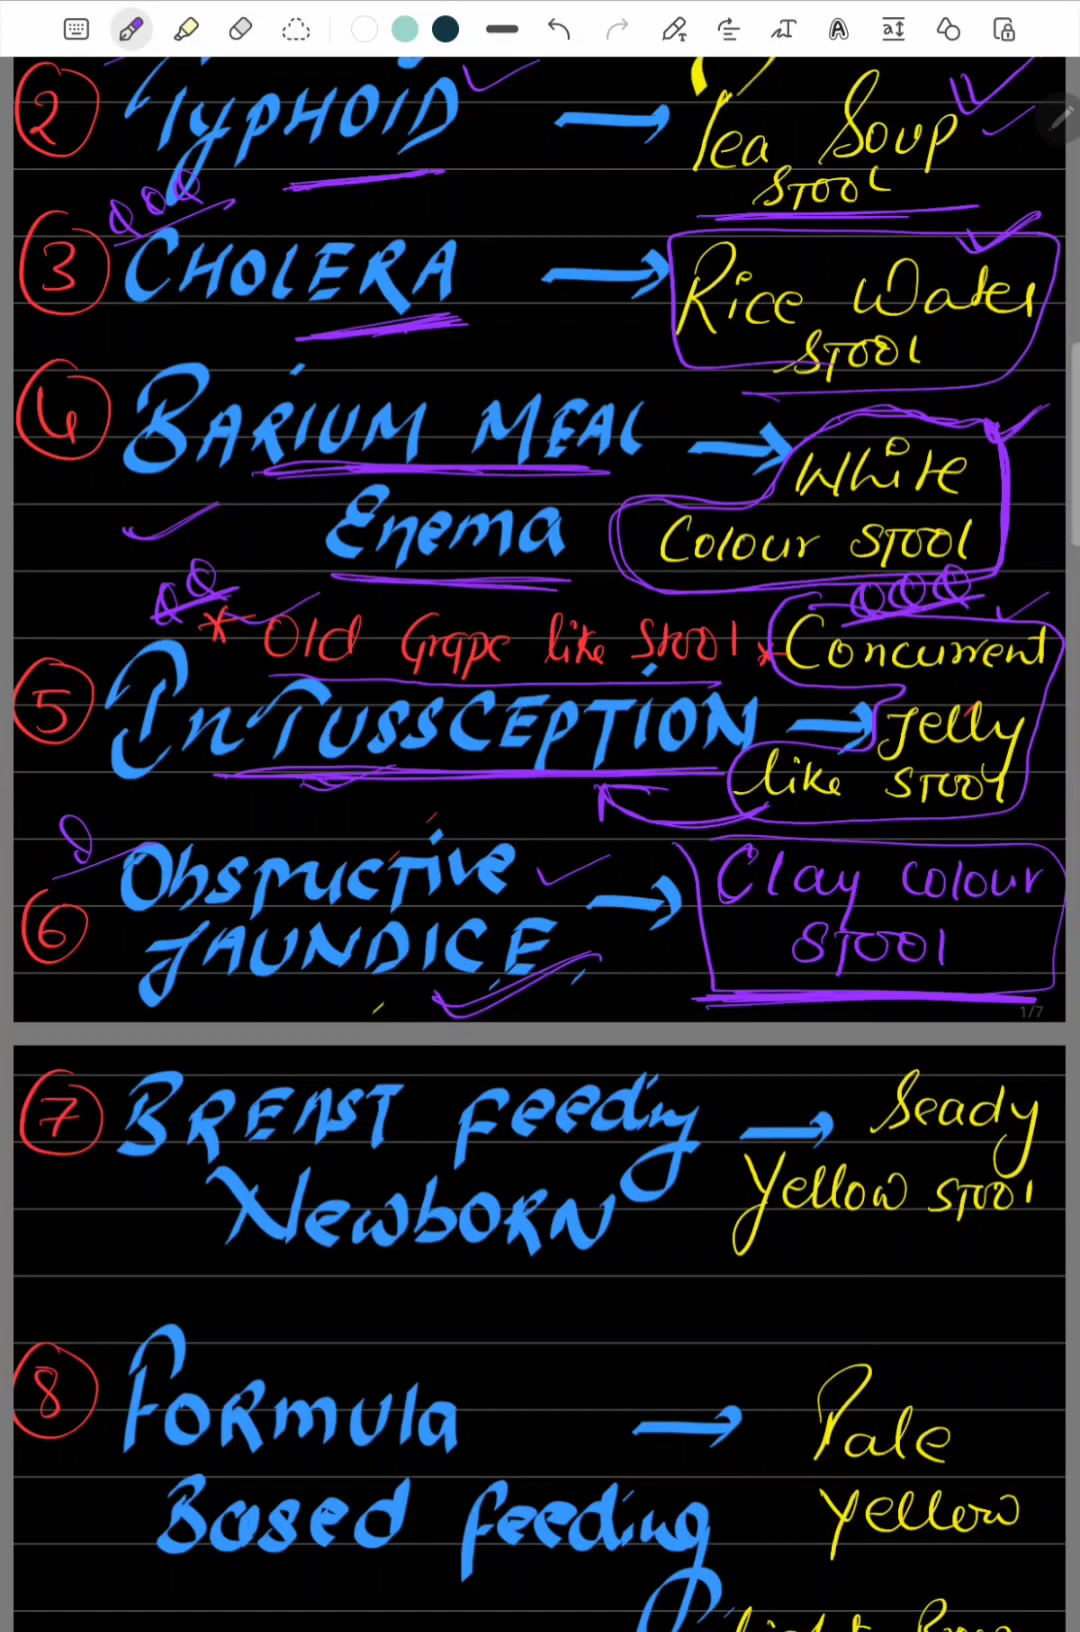 ② TYPHOID → Pea Soup
STOOL
③ CHOLERA → Rice Water
STOOL
④ BARIUM MEAL → White
Enema Colour STOOL
* Old Grape like Stool * Concurrent
⑤ INTUSSCEPTION → Jelly
like STOOl
⑥ Obstructive → Clay colour
JAUNDICE STOOl
1/7
⑦ BREAST feeding → Seady
Newborn Yellow STOOl
⑧ Formula → Pale
Based feeding Yellow